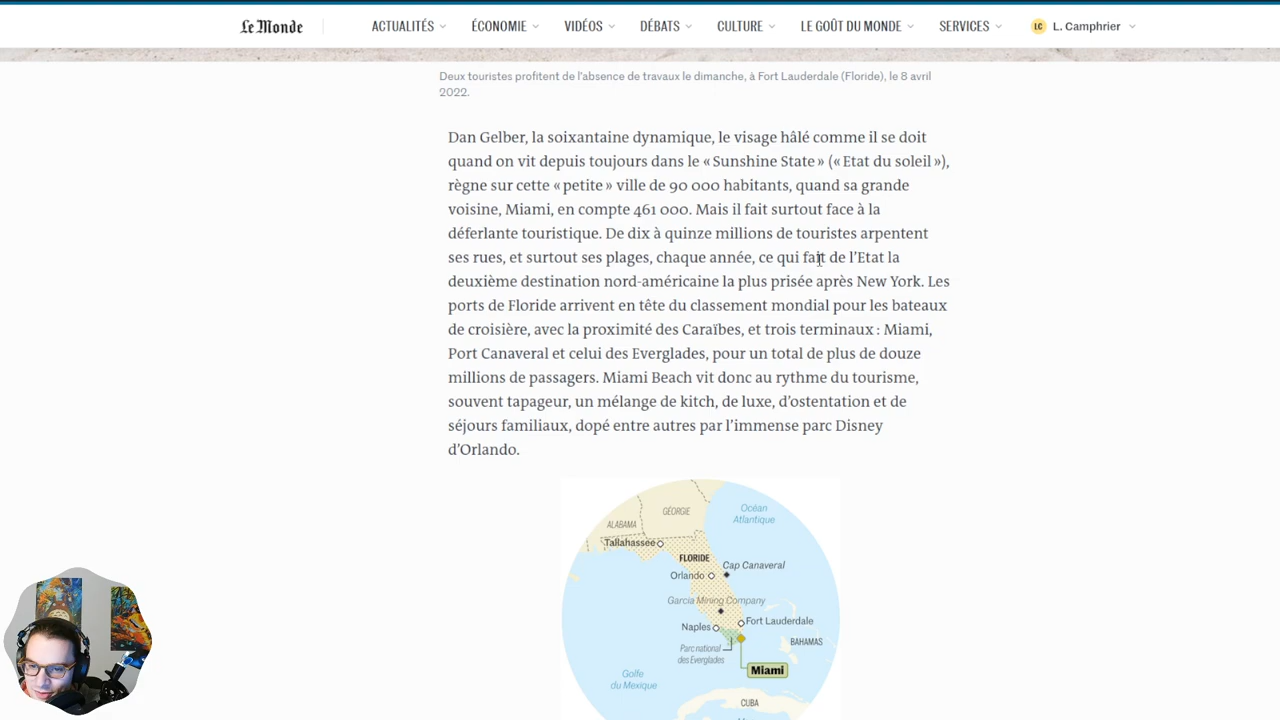 Le Monde
ACTUALITÉS
ÉCONOMIE
VIDÉOS
DÉBATS
CULTURE
LE GOÛT DU MONDE
SERVICES
LC
L. Camphrier
Deux touristes profitent de l'absence de travaux le dimanche, à Fort Lauderdale (Floride), le 8 avril
2022.
Dan Gelber, la soixantaine dynamique, le visage hâlé comme il se doit
quand on vit depuis toujours dans le « Sunshine State » (« Etat du soleil »),
règne sur cette « petite » ville de 90 000 habitants, quand sa grande
voisine, Miami, en compte 461 000. Mais il fait surtout face à la
déferlante touristique. De dix à quinze millions de touristes arpentent
ses rues, et surtout ses plages, chaque année, ce qui fait de l'Etat la
deuxième destination nord-américaine la plus prisée après New York. Les
ports de Floride arrivent en tête du classement mondial pour les bateaux
de croisière, avec la proximité des Caraïbes, et trois terminaux : Miami,
Port Canaveral et celui des Everglades, pour un total de plus de douze
millions de passagers. Miami Beach vit donc au rythme du tourisme,
souvent tapageur, un mélange de kitch, de luxe, d'ostentation et de
séjours familiaux, dopé entre autres par l'immense parc Disney
d'Orlando.
Océan
Atlantique
GÉORGIE
ALABAMA
Tallahassee
FLORIDE
Cap Canaveral
Orlando
Garcia Mining Company
Fort Lauderdale
Naples
BAHAMAS
Parc national
des Everglades
Miami
Golfe
du Mexique
CUBA